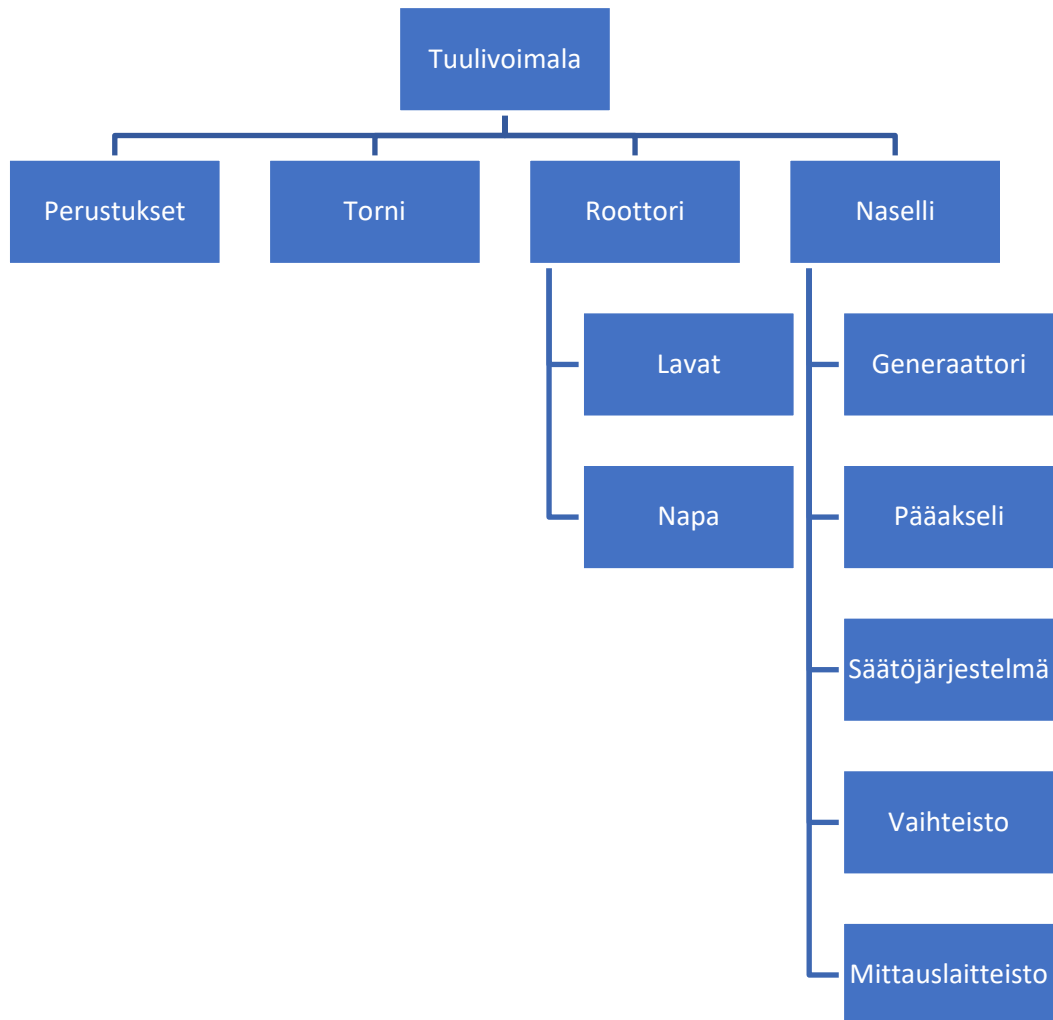 Tuulivoimala
Perustukset
Torni
Roottori
Naselli
Lavat
Generaattori
Napa
Pääakseli
Säätöjärjestelmä
Vaihteisto
Mittauslaitteisto